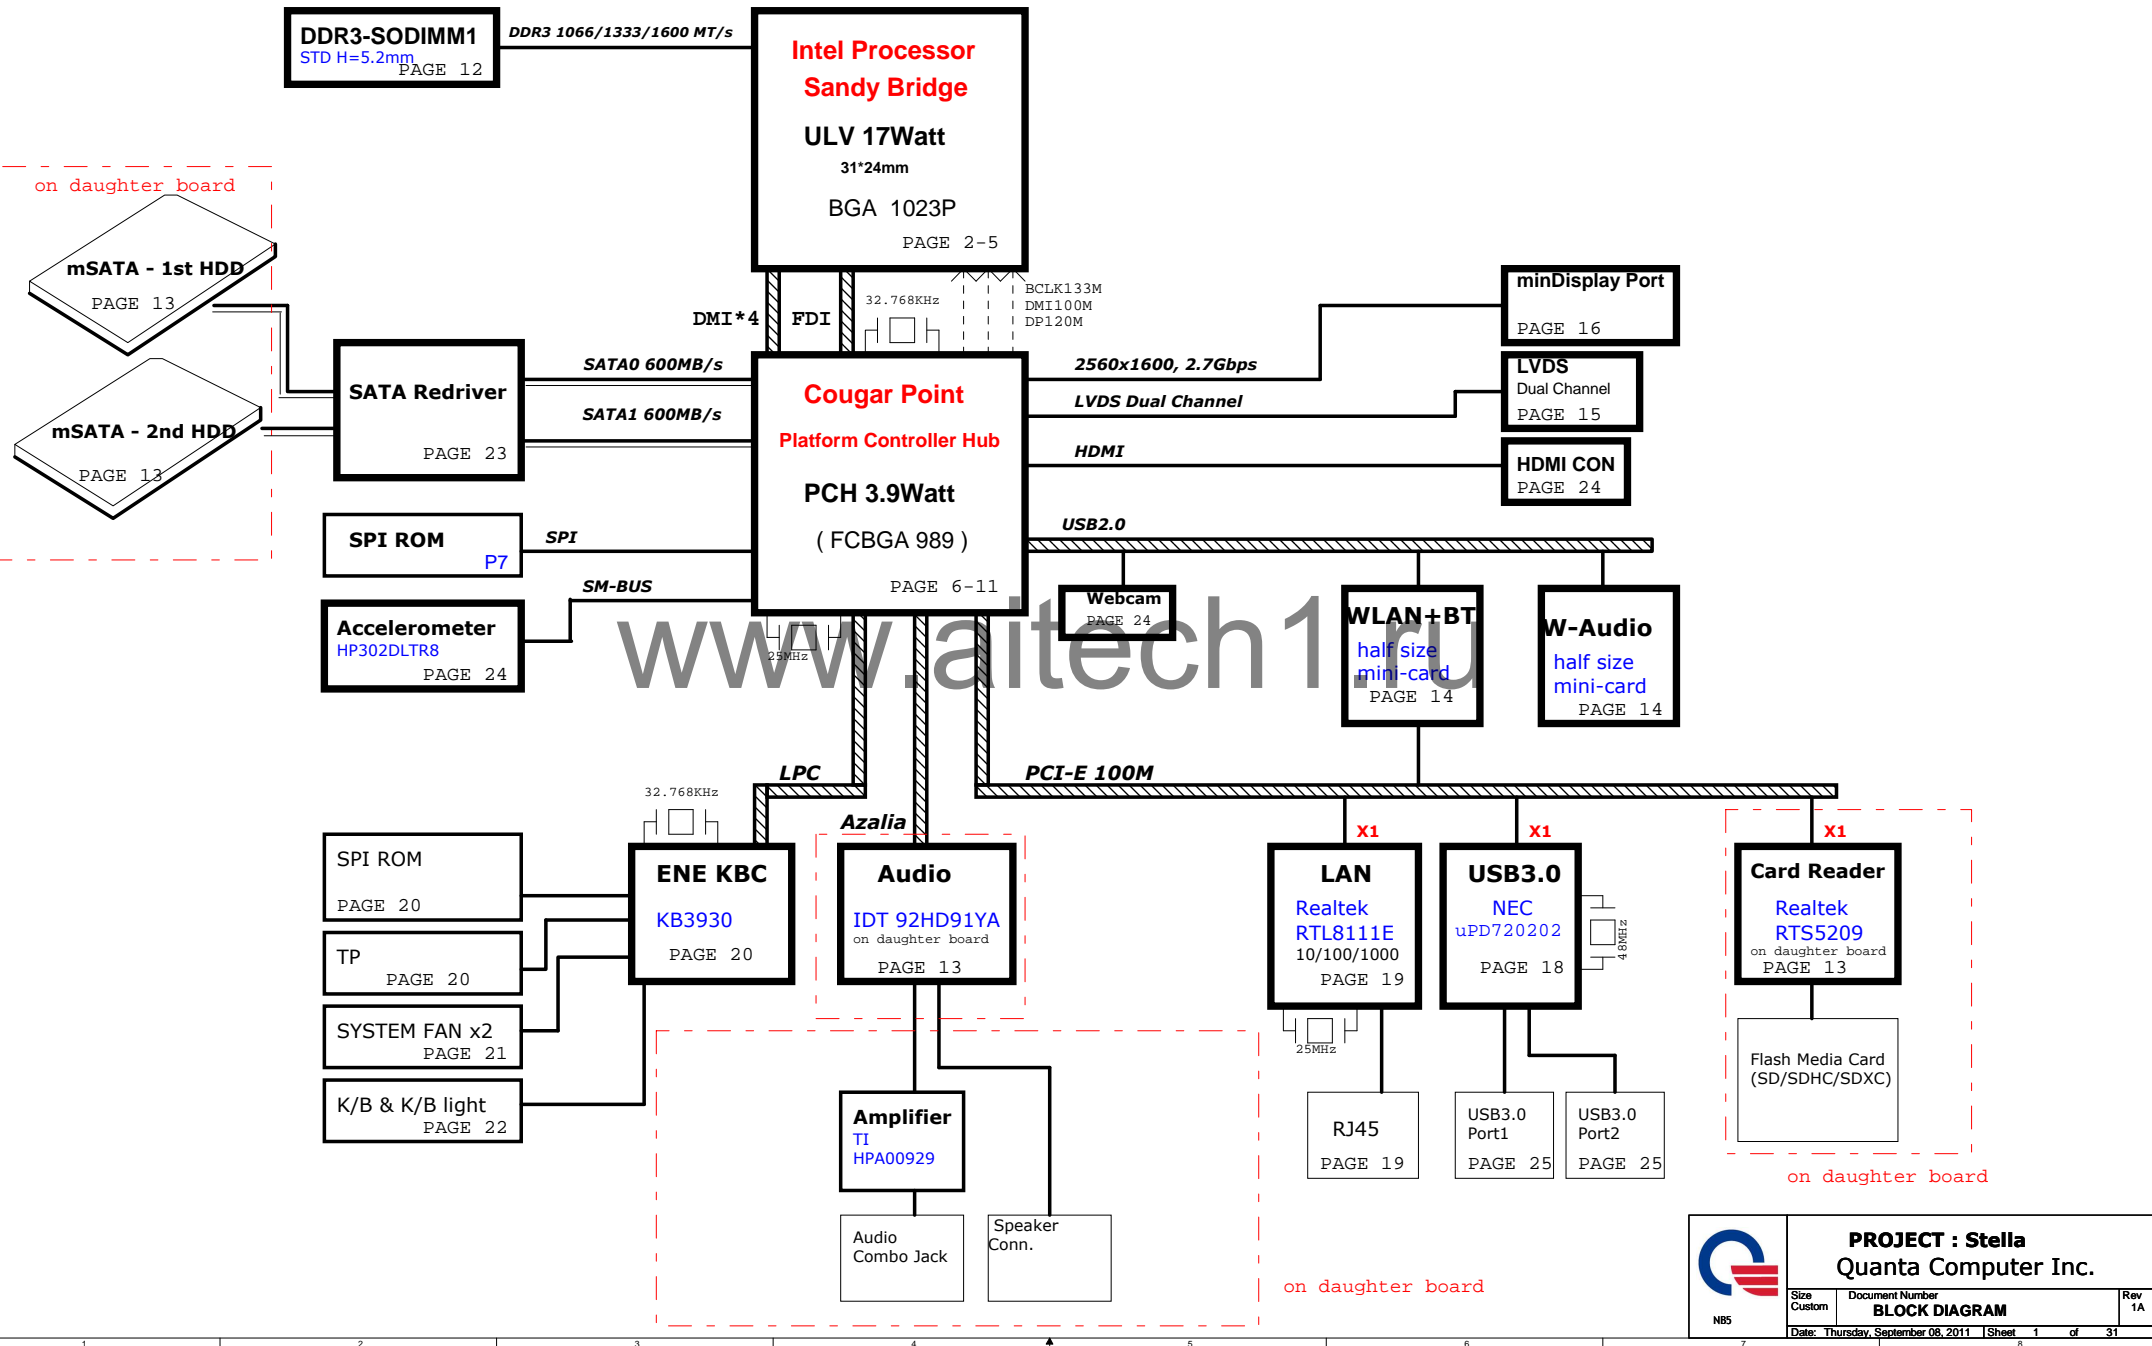 DDR3-SODIMM1
STD H=5.2mm
PAGE 12
DDR3 1066/1333/1600 MT/s
Intel Processor
Sandy Bridge
ULV 17Watt
31*24mm
BGA 1023P
PAGE 2-5
on daughter board
mSATA - 1st HDD
PAGE 13
mSATA - 2nd HDD
PAGE 13
SATA Redriver
PAGE 23
SATA0 600MB/s
SATA1 600MB/s
DMI*4
FDI
32.768KHz
BCLK133M
DMI100M
DP120M
Cougar Point
Platform Controller Hub
PCH 3.9Watt
( FCBGA 989 )
PAGE 6-11
25MHz
2560x1600, 2.7Gbps
LVDS Dual Channel
HDMI
USB2.0
minDisplay Port
PAGE 16
LVDS
Dual Channel
PAGE 15
HDMI CON
PAGE 24
SPI ROM
P7
SPI
SM-BUS
Accelerometer
HP302DLTR8
PAGE 24
Webcam
PAGE 24
WLAN+BT
half size
mini-card
PAGE 14
W-Audio
half size
mini-card
PAGE 14
www.aitech1.ru
LPC
Azalia
PCI-E 100M
32.768KHz
SPI ROM
PAGE 20
TP
PAGE 20
SYSTEM FAN x2
PAGE 21
K/B & K/B light
PAGE 22
ENE KBC
KB3930
PAGE 20
Audio
IDT 92HD91YA
on daughter board
PAGE 13
X1
LAN
Realtek
RTL8111E
10/100/1000
PAGE 19
25MHz
X1
USB3.0
NEC
uPD720202
PAGE 18
48MHz
X1
Card Reader
Realtek
RTS5209
on daughter board
PAGE 13
Flash Media Card
(SD/SDHC/SDXC)
on daughter board
Amplifier
TI
HPA00929
Audio
Combo Jack
Speaker
Conn.
on daughter board
RJ45
PAGE 19
USB3.0
Port1
PAGE 25
USB3.0
Port2
PAGE 25
NB5
PROJECT : Stella
Quanta Computer Inc.
Size
Custom
Document Number
BLOCK DIAGRAM
Rev
1A
Date: Thursday, September 08, 2011
Sheet 1 of 31
1 2 3 4 5 6 7 8